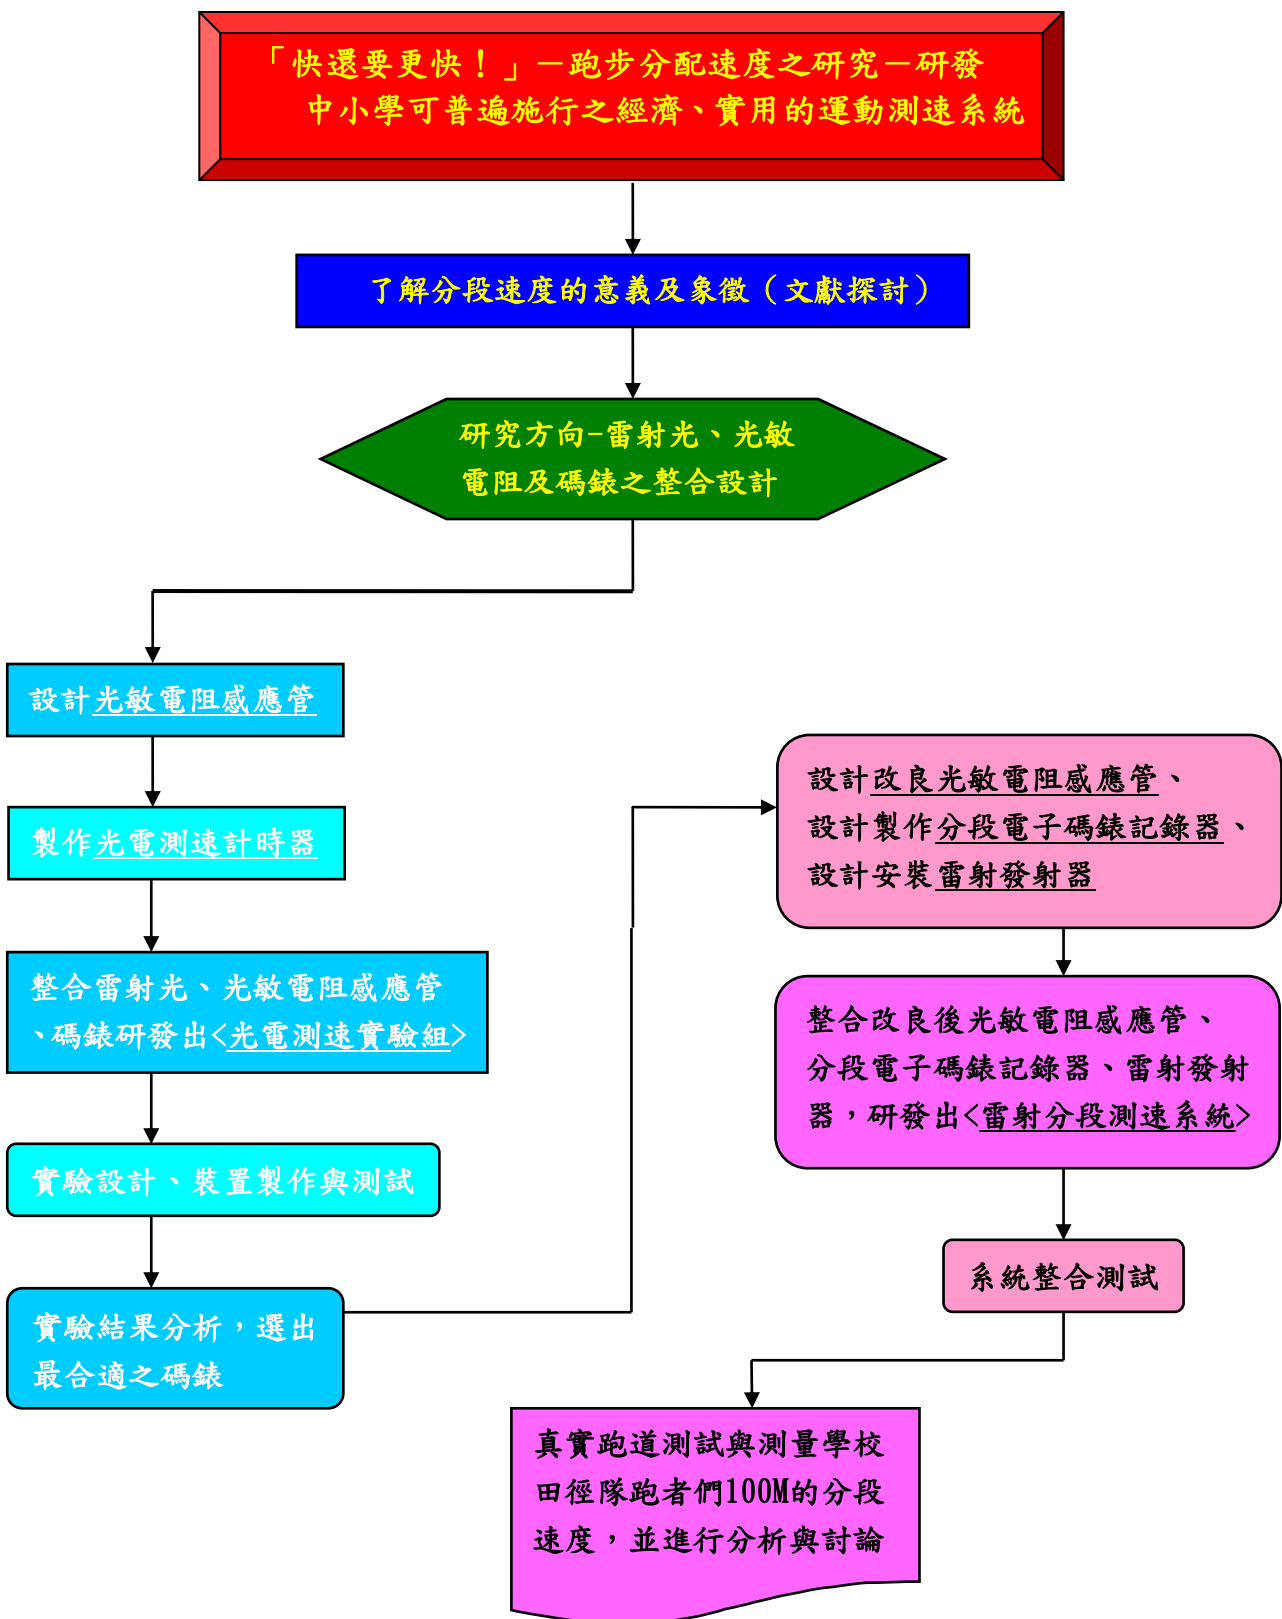 「快還要更快！」－跑步分配速度之研究－研發
中小學可普遍施行之經濟、實用的運動測速系統
了解分段速度的意義及象徵（文獻探討）
研究方向-雷射光、光敏
電阻及碼錶之整合設計
設計光敏電阻感應管
製作光電測速計時器
整合雷射光、光敏電阻感應管
、碼錶研發出<光電測速實驗組>
實驗設計、裝置製作與測試
實驗結果分析，選出
最合適之碼錶
設計改良光敏電阻感應管、
設計製作分段電子碼錶記錄器、
設計安裝雷射發射器
整合改良後光敏電阻感應管、
分段電子碼錶記錄器、雷射發射
器，研發出<雷射分段測速系統>
系統整合測試
真實跑道測試與測量學校
田徑隊跑者們100M的分段
速度，並進行分析與討論